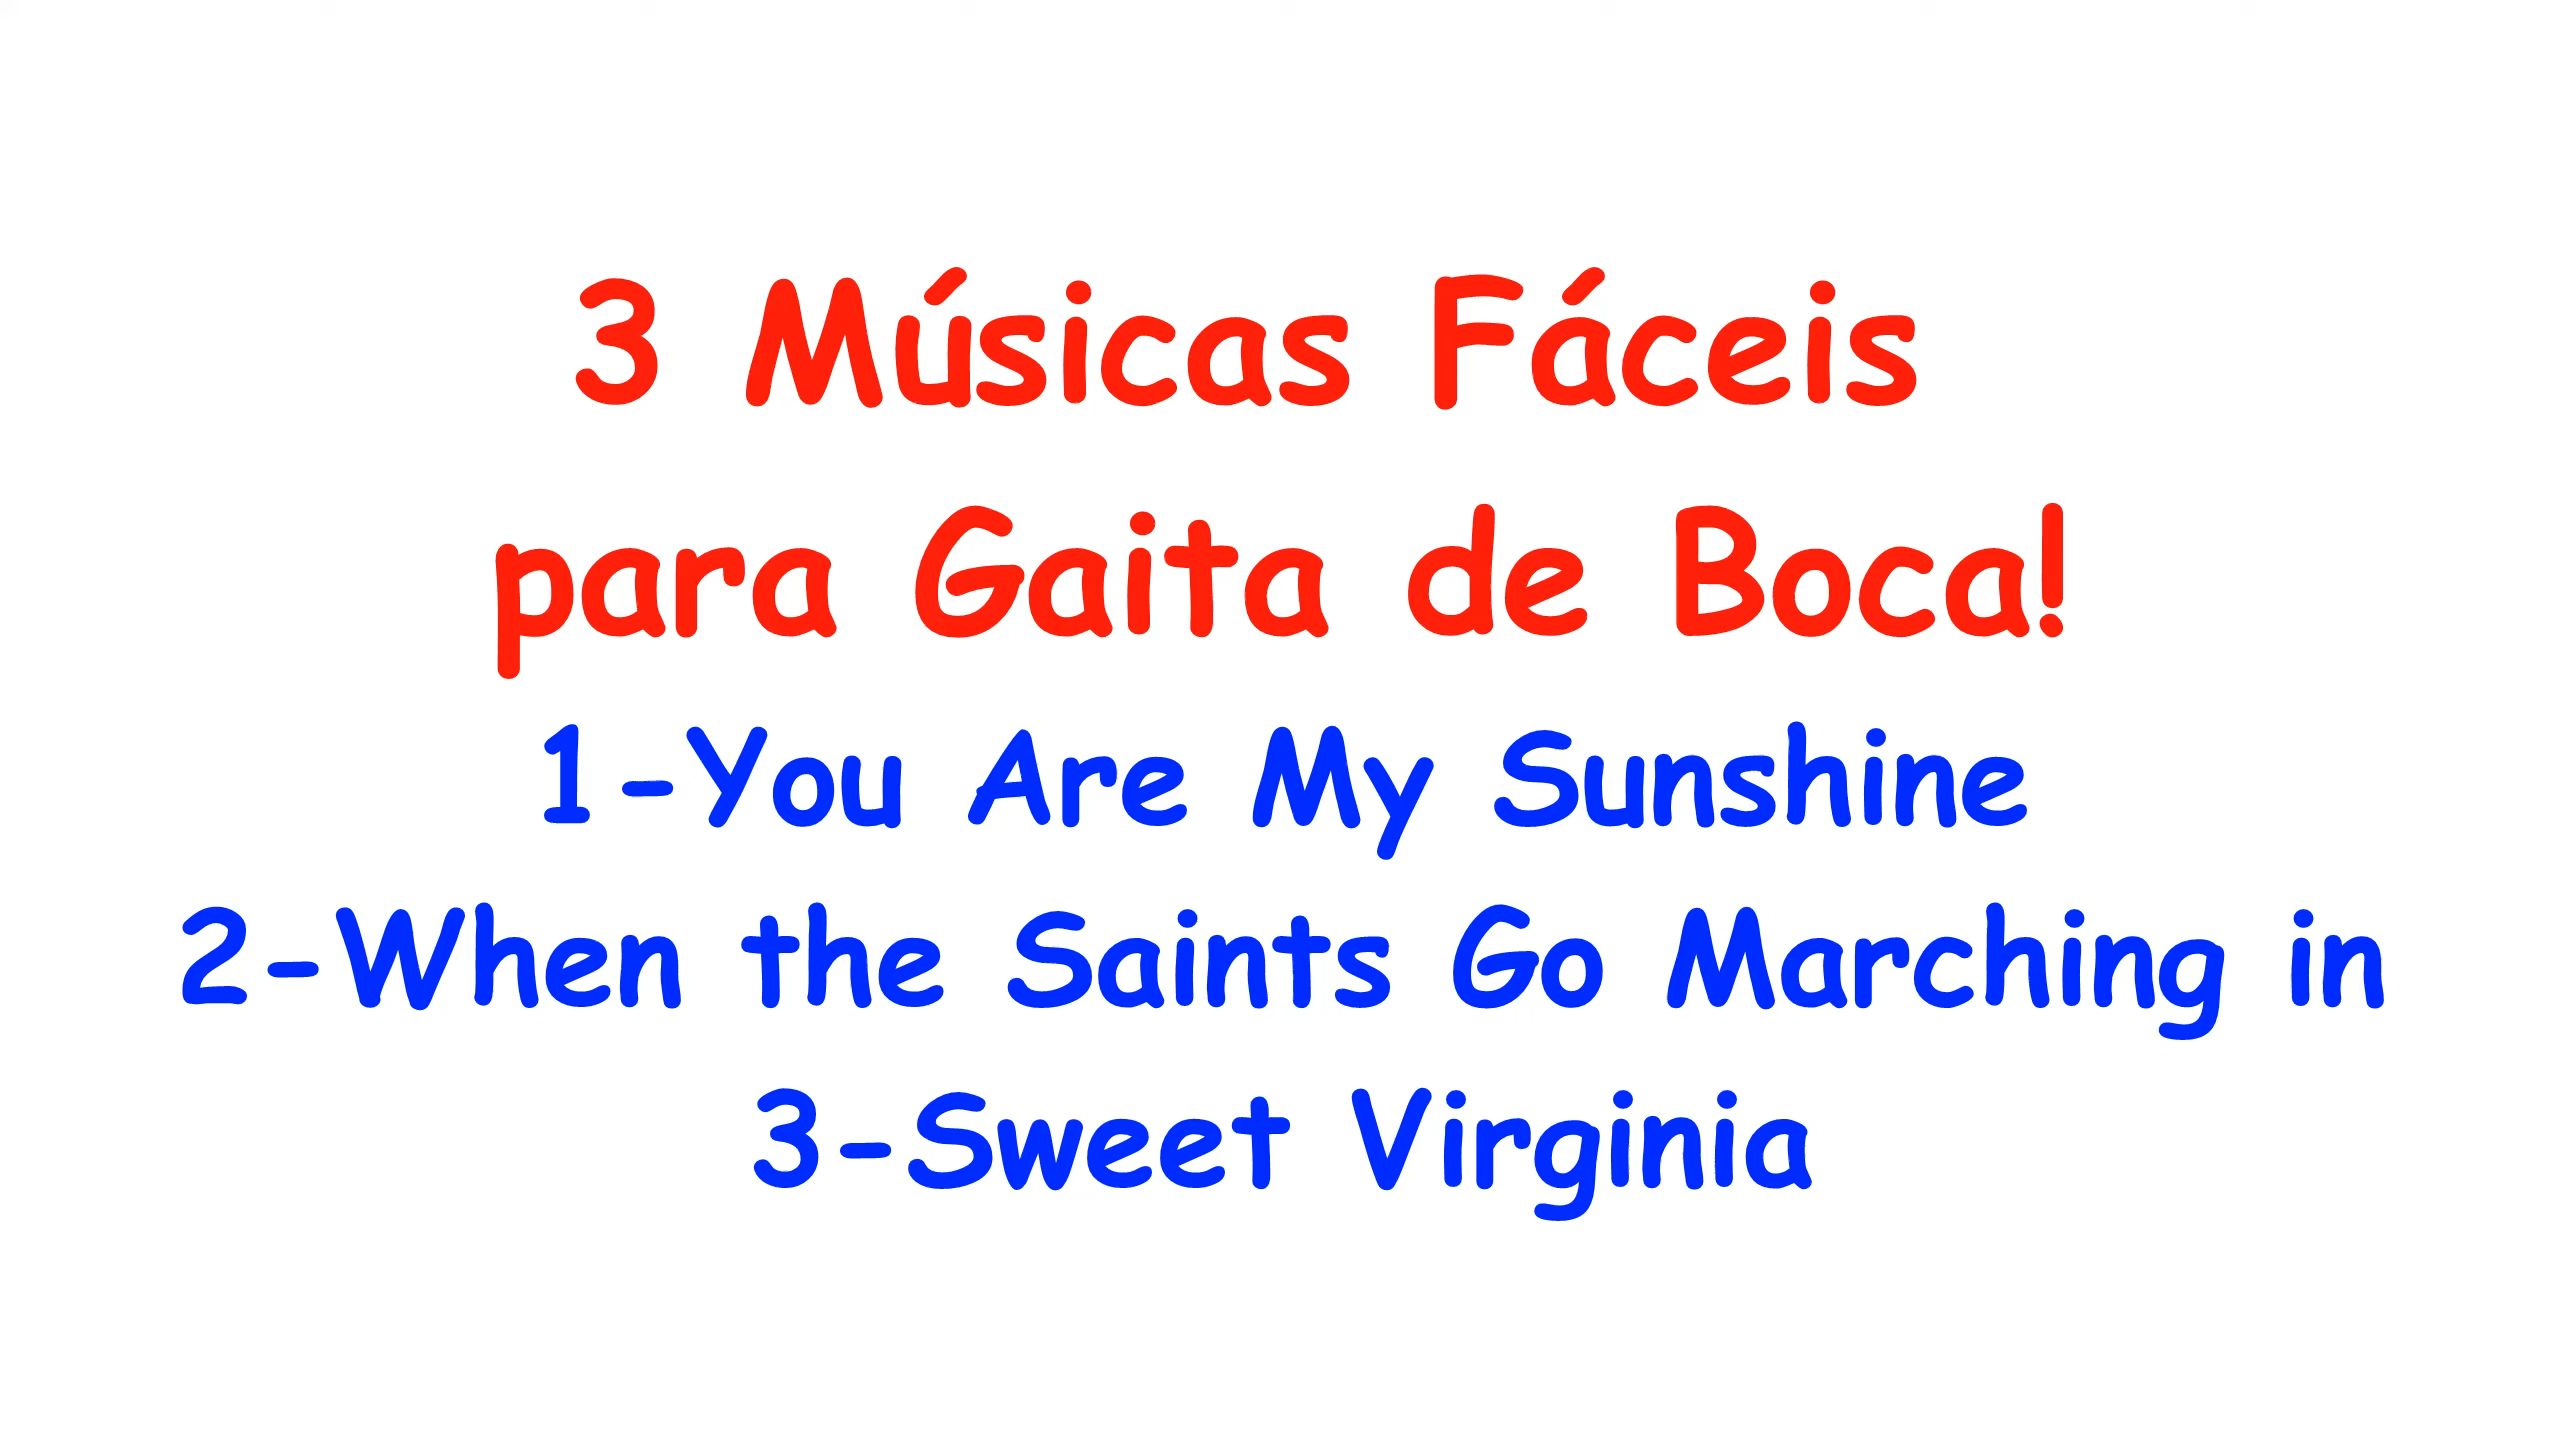 3 Músicas Fáceis
para Gaita de Boca!
1-You Are My Sunshine
2-When the Saints Go Marching in
3-Sweet Virginia